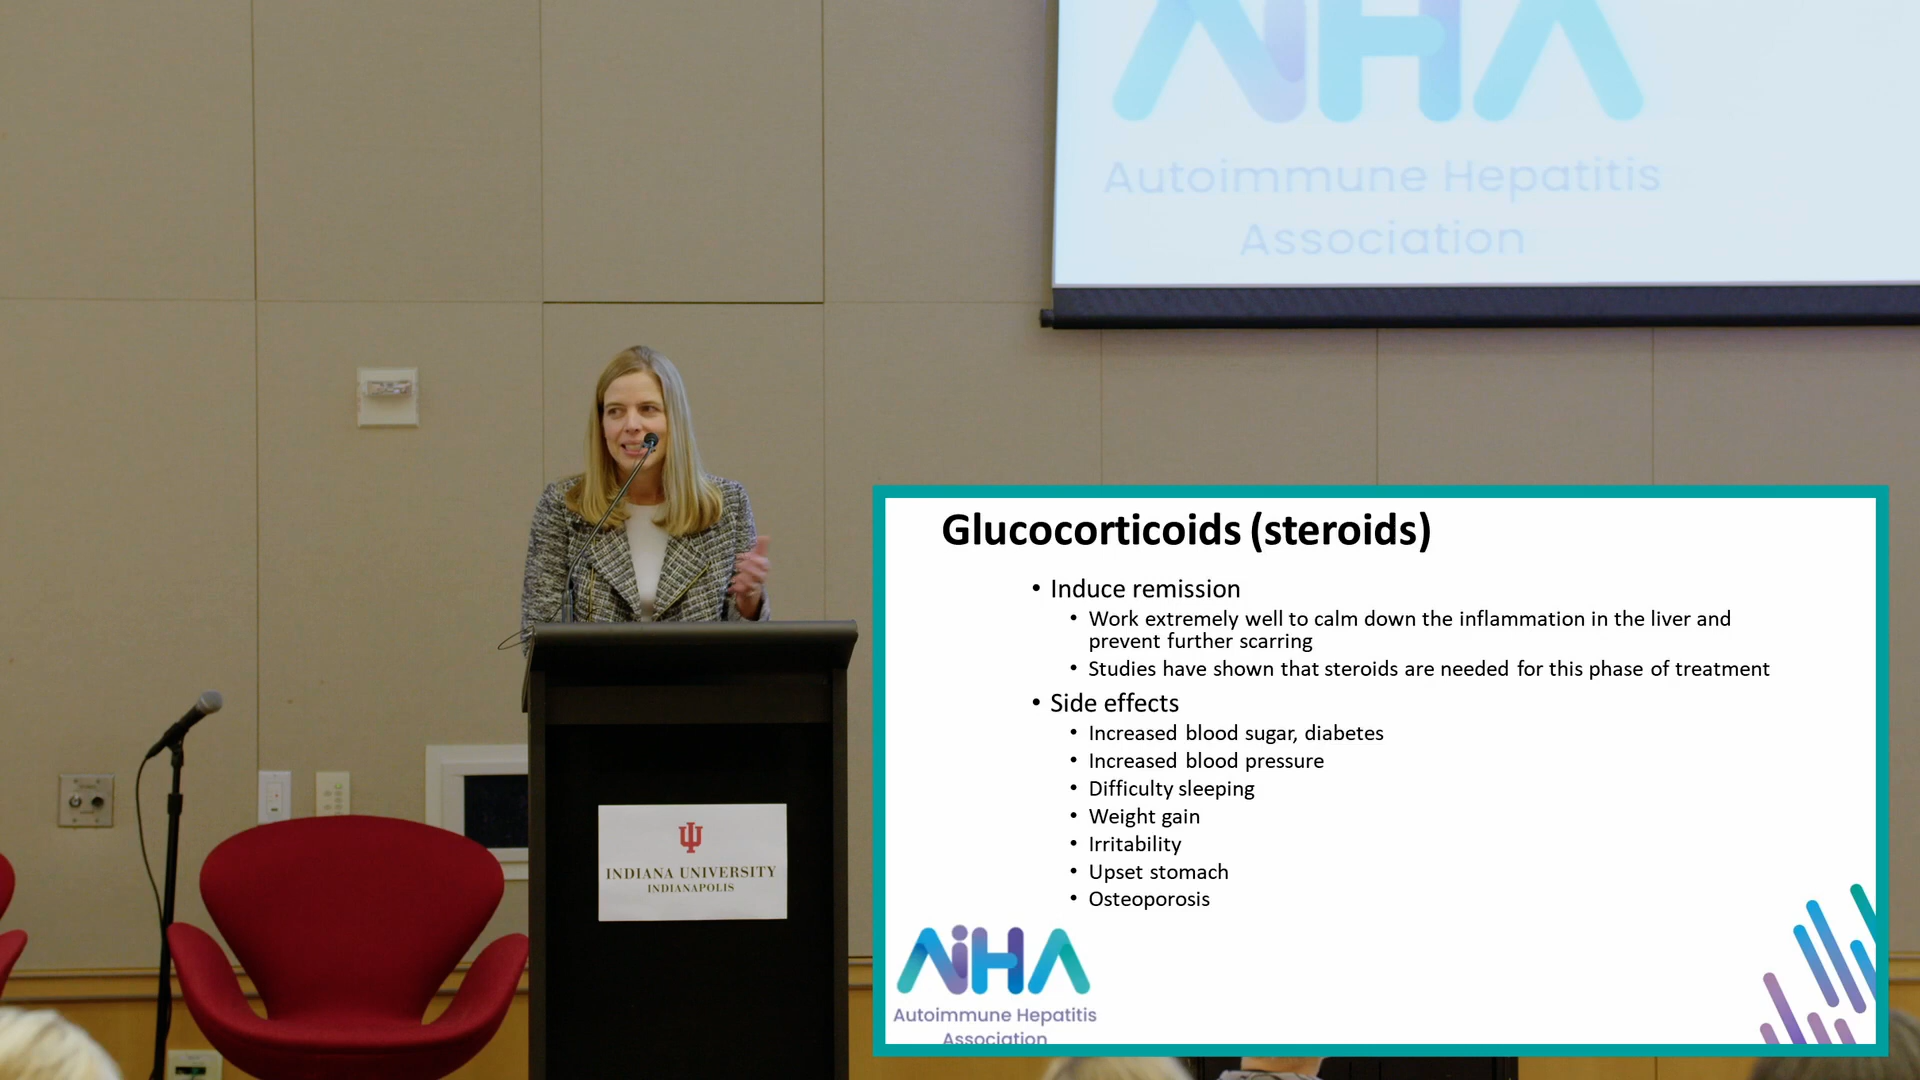 AiHA
Autoimmune Hepatitis
Association
Glucocorticoids (steroids)
• Induce remission
• Work extremely well to calm down the inflammation in the liver and
prevent further scarring
• Studies have shown that steroids are needed for this phase of treatment
• Side effects
• Increased blood sugar, diabetes
• Increased blood pressure
• Difficulty sleeping
• Weight gain
• Irritability
• Upset stomach
• Osteoporosis
AiHA
Autoimmune Hepatitis
Association
INDIANA UNIVERSITY
INDIANAPOLIS